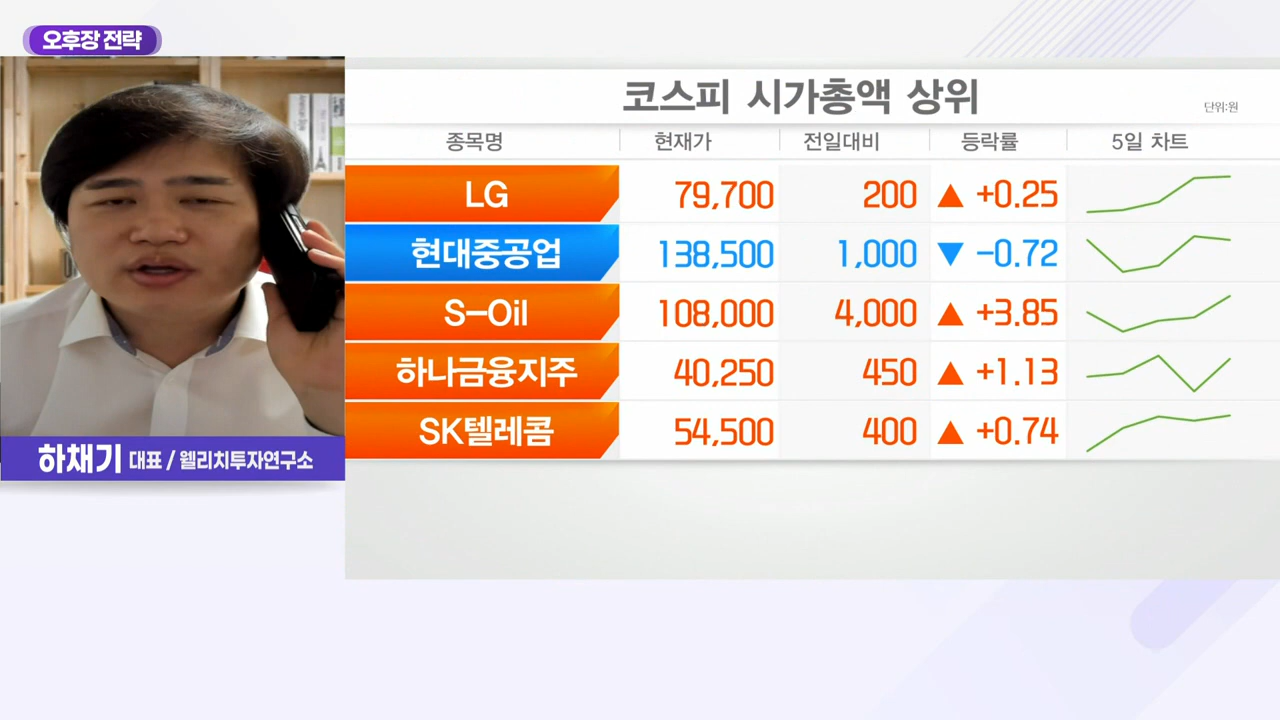 오후장 전략
코스피 시가총액 상위
단위:원
종목명 현재가 전일대비 등락률 5일 차트
LG 79,700 200 ▲ +0.25
현대중공업 138,500 1,000 ▼ -0.72
S-Oil 108,000 4,000 ▲ +3.85
하나금융지주 40,250 450 ▲ +1.13
SK텔레콤 54,500 400 ▲ +0.74
하채기 대표 / 웰리치투자연구소